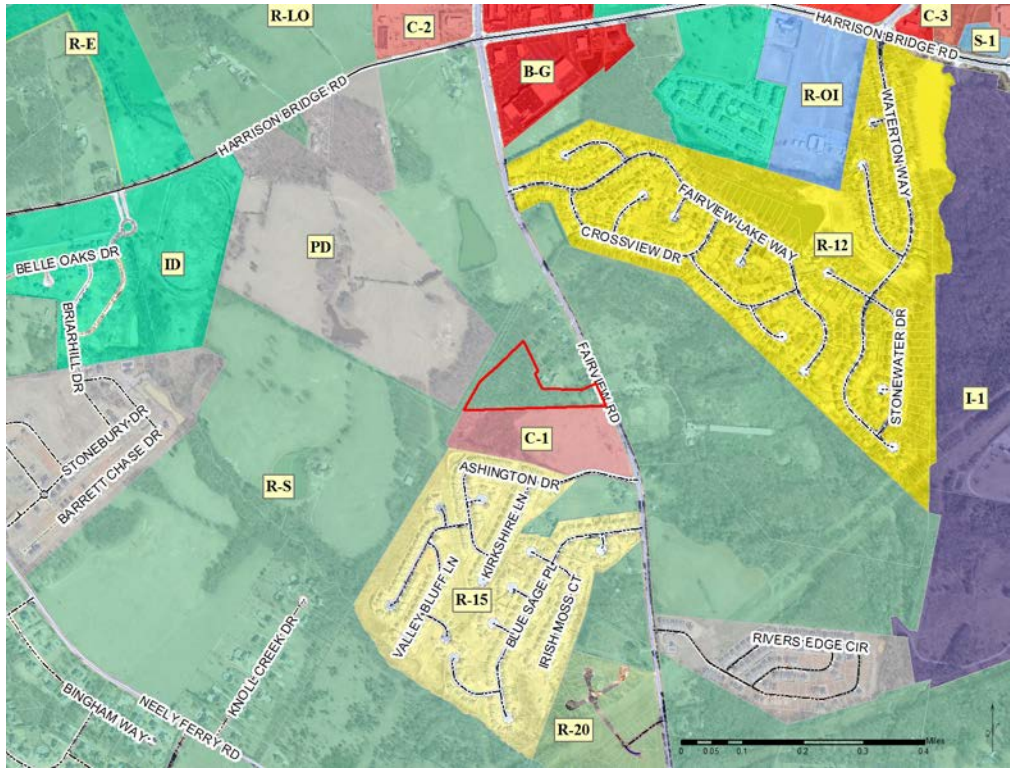 R-LO
C-2
C-3
R-E
S-1
HARRISON BRIDGE RD
B-G
HARRISON BRIDGE RD
R-OI
WATERTON WAY
FAIRVIEW LAKE WAY
BELLE OAKS DR
ID
PD
CROSSVIEW DR
R-12
BRIARHILL DR
FAIRVIEW RD
STONEWATER DR
I-1
STONEBURY DR
BARRETT CHASE DR
C-1
R-S
ASHINGTON DR
KIRKSHIRE LN
VALLEY BLUFF LN
R-15
BLUE SAGE PL
IRISH MOSS CT
KNOLL CREEK DR
RIVERS EDGE CIR
BINGHAM WAY
NEELY FERRY RD
R-20
Miles
0 0.05 0.1 0.2 0.3 0.4